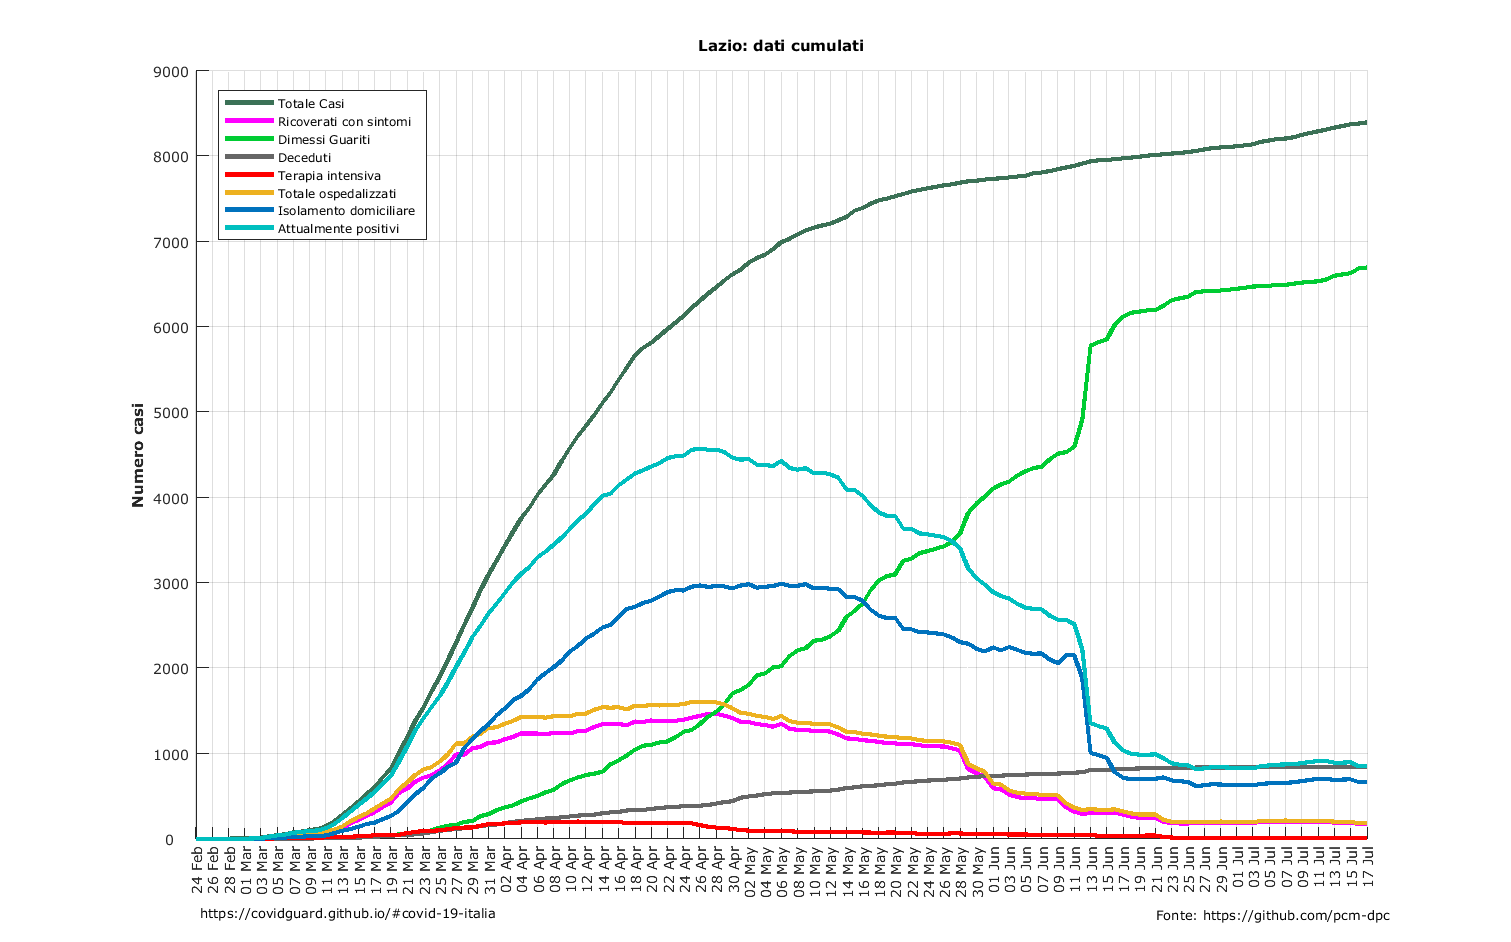 Lazio: dati cumulati
9000
8000
7000
6000
5000
4000
3000
2000
1000
0
Numero casi
Totale Casi
Ricoverati con sintomi
Dimessi Guariti
Deceduti
Terapia intensiva
Totale ospedalizzati
Isolamento domiciliare
Attualmente positivi
24 Feb
26 Feb
28 Feb
01 Mar
03 Mar
05 Mar
07 Mar
09 Mar
11 Mar
13 Mar
15 Mar
17 Mar
19 Mar
21 Mar
23 Mar
25 Mar
27 Mar
29 Mar
31 Mar
02 Apr
04 Apr
06 Apr
08 Apr
10 Apr
12 Apr
14 Apr
16 Apr
18 Apr
20 Apr
22 Apr
24 Apr
26 Apr
28 Apr
30 Apr
02 May
04 May
06 May
08 May
10 May
12 May
14 May
16 May
18 May
20 May
22 May
24 May
26 May
28 May
30 May
01 Jun
03 Jun
05 Jun
07 Jun
09 Jun
11 Jun
13 Jun
15 Jun
17 Jun
19 Jun
21 Jun
23 Jun
25 Jun
27 Jun
29 Jun
01 Jul
03 Jul
05 Jul
07 Jul
09 Jul
11 Jul
13 Jul
15 Jul
17 Jul
https://covidguard.github.io/#covid-19-italia
Fonte: https://github.com/pcm-dpc